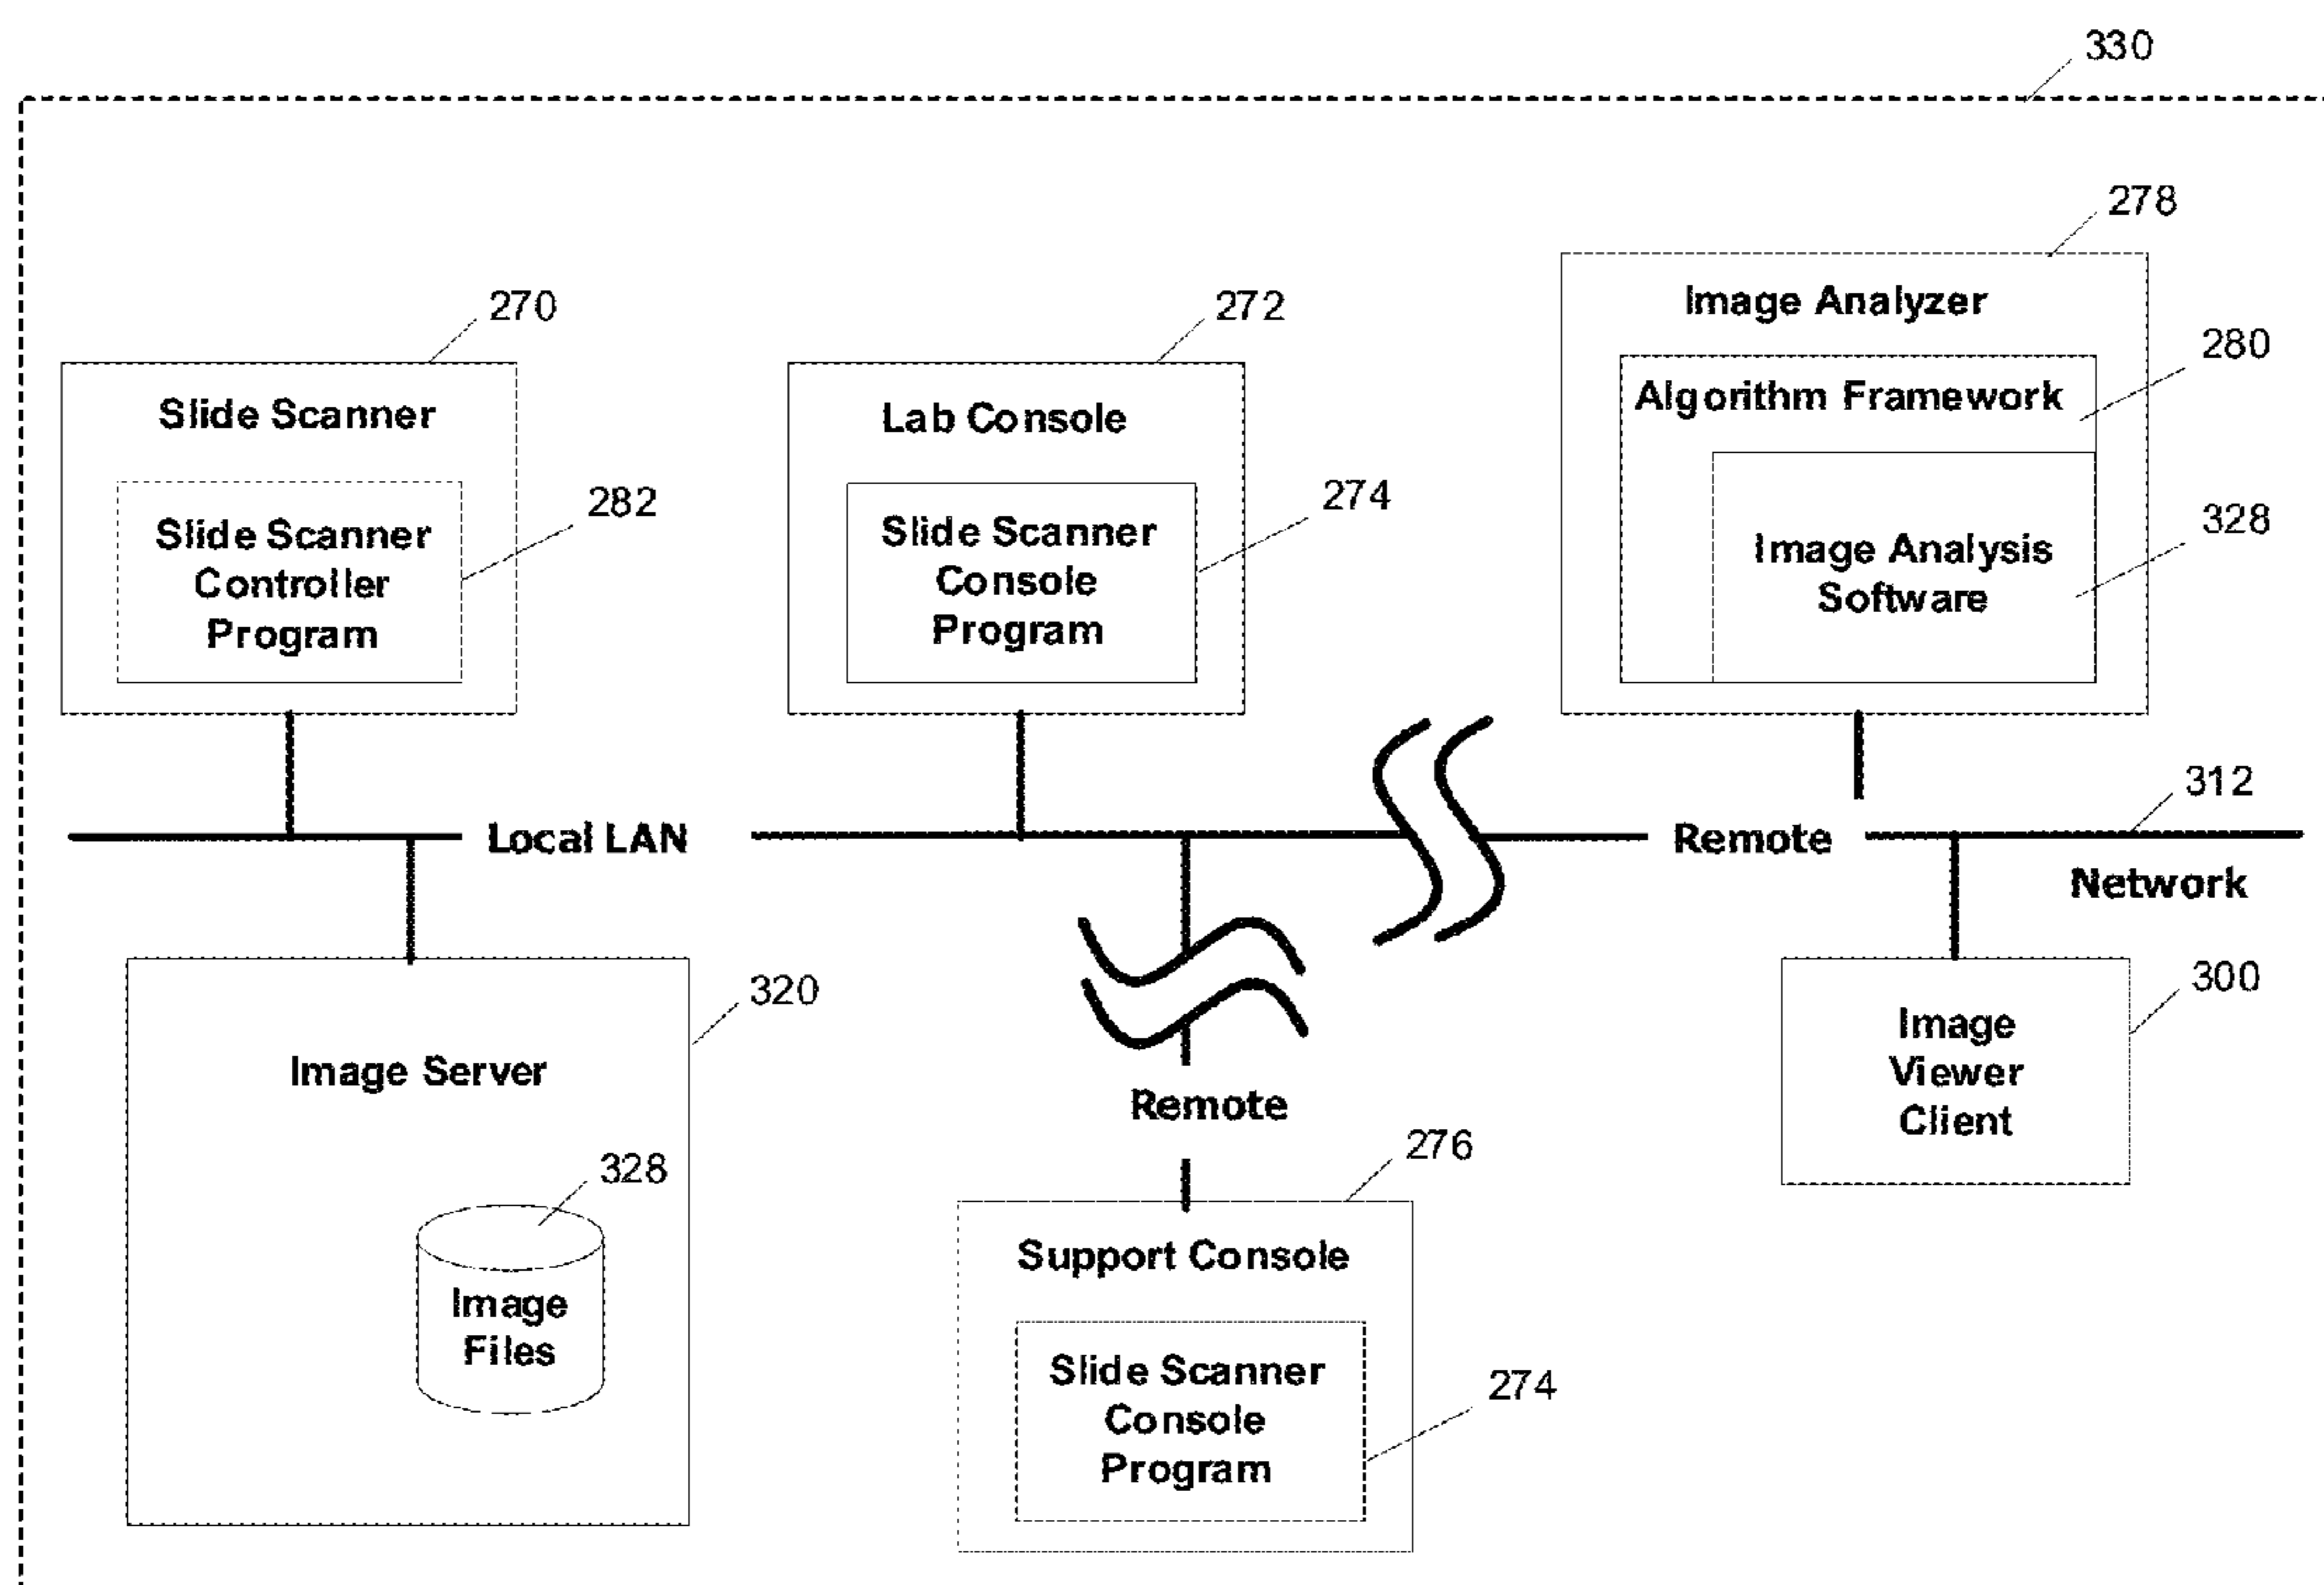 330
278
Image Analyzer
270
272
280
Slide Scanner
Lab Console
Algorithm Framework
282
274
328
Slide Scanner
Controller
Program
Slide Scanner
Console
Program
Image Analysis
Software
312
Local LAN
Remote
Network
320
300
Image Server
Image
Viewer
Client
Remote
328
276
Image
Files
Support Console
274
Slide Scanner
Console
Program